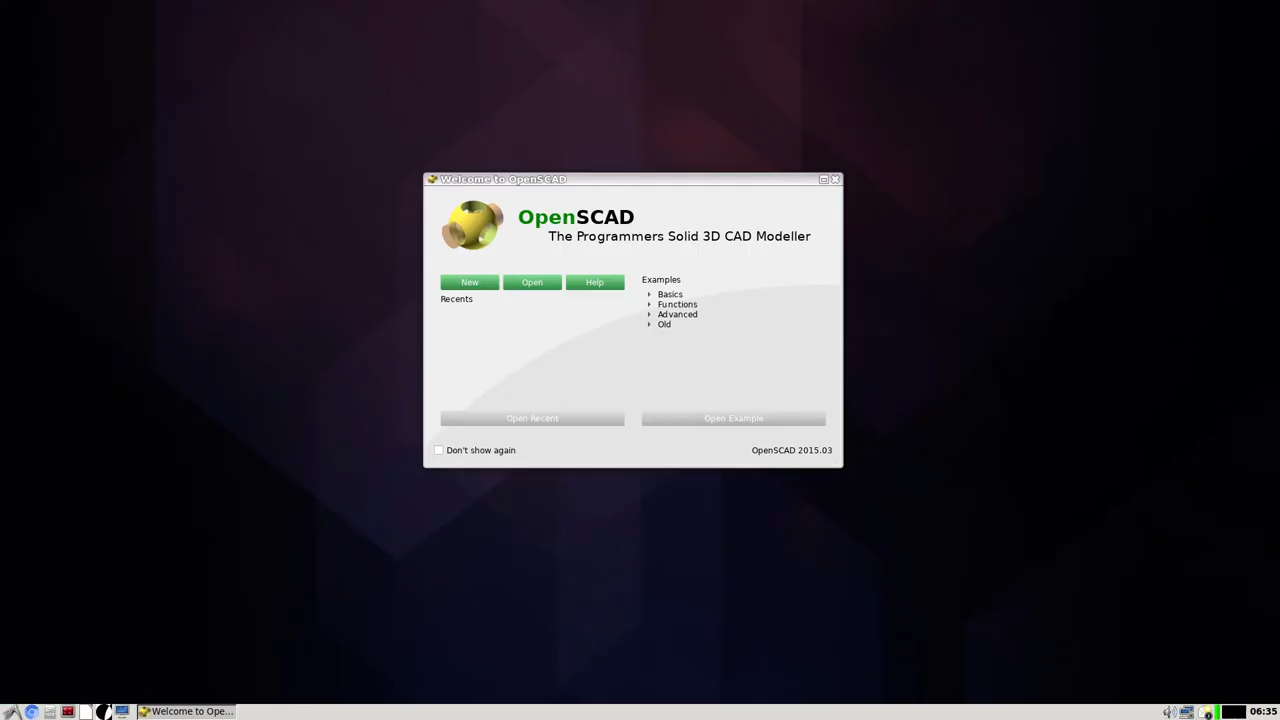 Welcome to OpenSCAD
OpenSCAD
The Programmers Solid 3D CAD Modeller
New
Open
Help
Recents
Examples
Basics
Functions
Advanced
Old
Open Recent
Open Example
Don't show again
OpenSCAD 2015.03
Welcome to Ope...
06:35